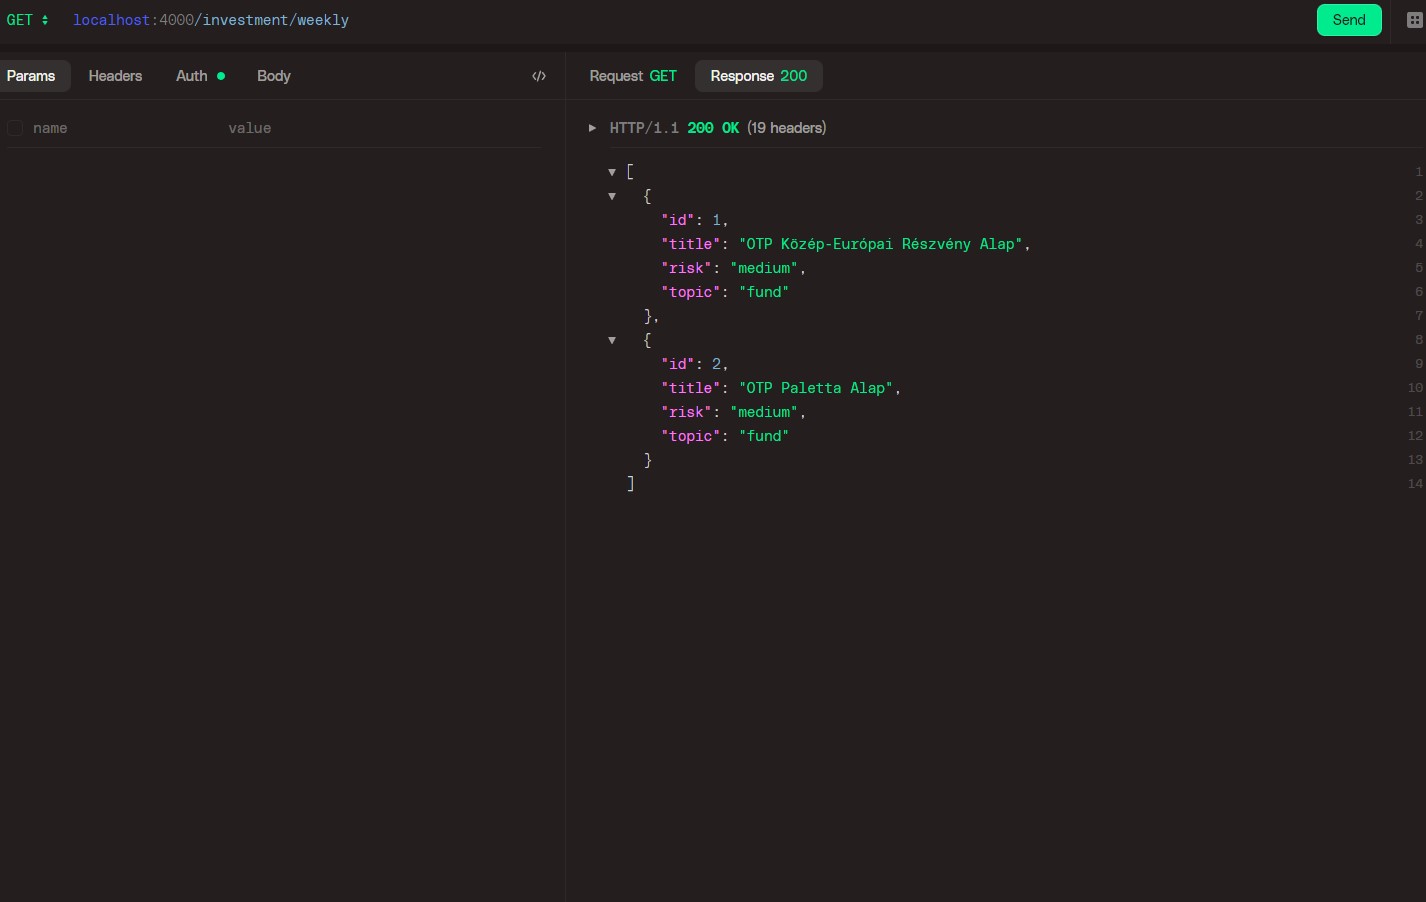 GET localhost:4000/investment/weekly Send
Params Headers Auth Body
name value
Request GET Response 200
HTTP/1.1 200 OK (19 headers)
[ 1
{ 2
"id": 1, 3
"title": "OTP Közép-Európai Részvény Alap", 4
"risk": "medium", 5
"topic": "fund" 6
}, 7
{ 8
"id": 2, 9
"title": "OTP Paletta Alap", 10
"risk": "medium", 11
"topic": "fund" 12
} 13
] 14